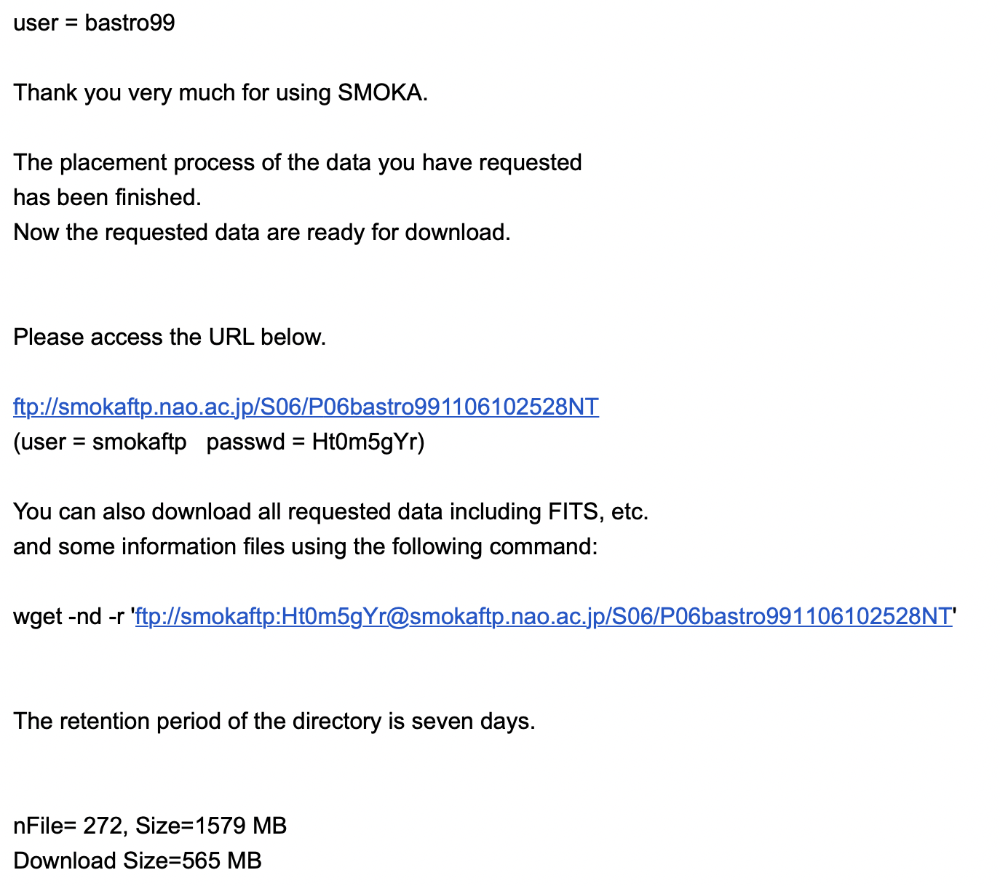 user = bastro99
Thank you very much for using SMOKA.
The placement process of the data you have requested
has been finished.
Now the requested data are ready for download.
Please access the URL below.
ftp://smokaftp.nao.ac.jp/S06/P06bastro991106102528NT
(user = smokaftp   passwd = Ht0m5gYr)
You can also download all requested data including FITS, etc.
and some information files using the following command:
wget -nd -r 'ftp://smokaftp:Ht0m5gYr@smokaftp.nao.ac.jp/S06/P06bastro991106102528NT'
The retention period of the directory is seven days.
nFile= 272, Size=1579 MB
Download Size=565 MB